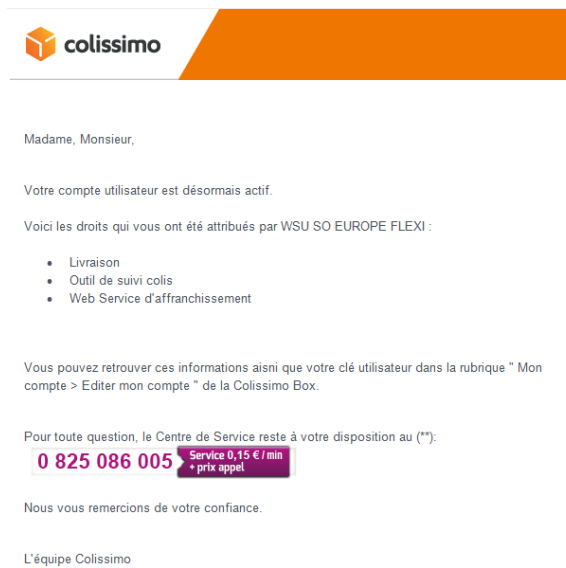 colissimo
Madame, Monsieur,
Votre compte utilisateur est désormais actif.
Voici les droits qui vous ont été attribués par WSU SO EUROPE FLEXI :
• Livraison
• Outil de suivi colis
• Web Service d'affranchissement
Vous pouvez retrouver ces informations aisni que votre clé utilisateur dans la rubrique " Mon
compte > Editer mon compte " de la Colissimo Box.
Pour toute question, le Centre de Service reste à votre disposition au (**):
0 825 086 005 Service 0,15 € / min
+ prix appel
Nous vous remercions de votre confiance.
L'équipe Colissimo